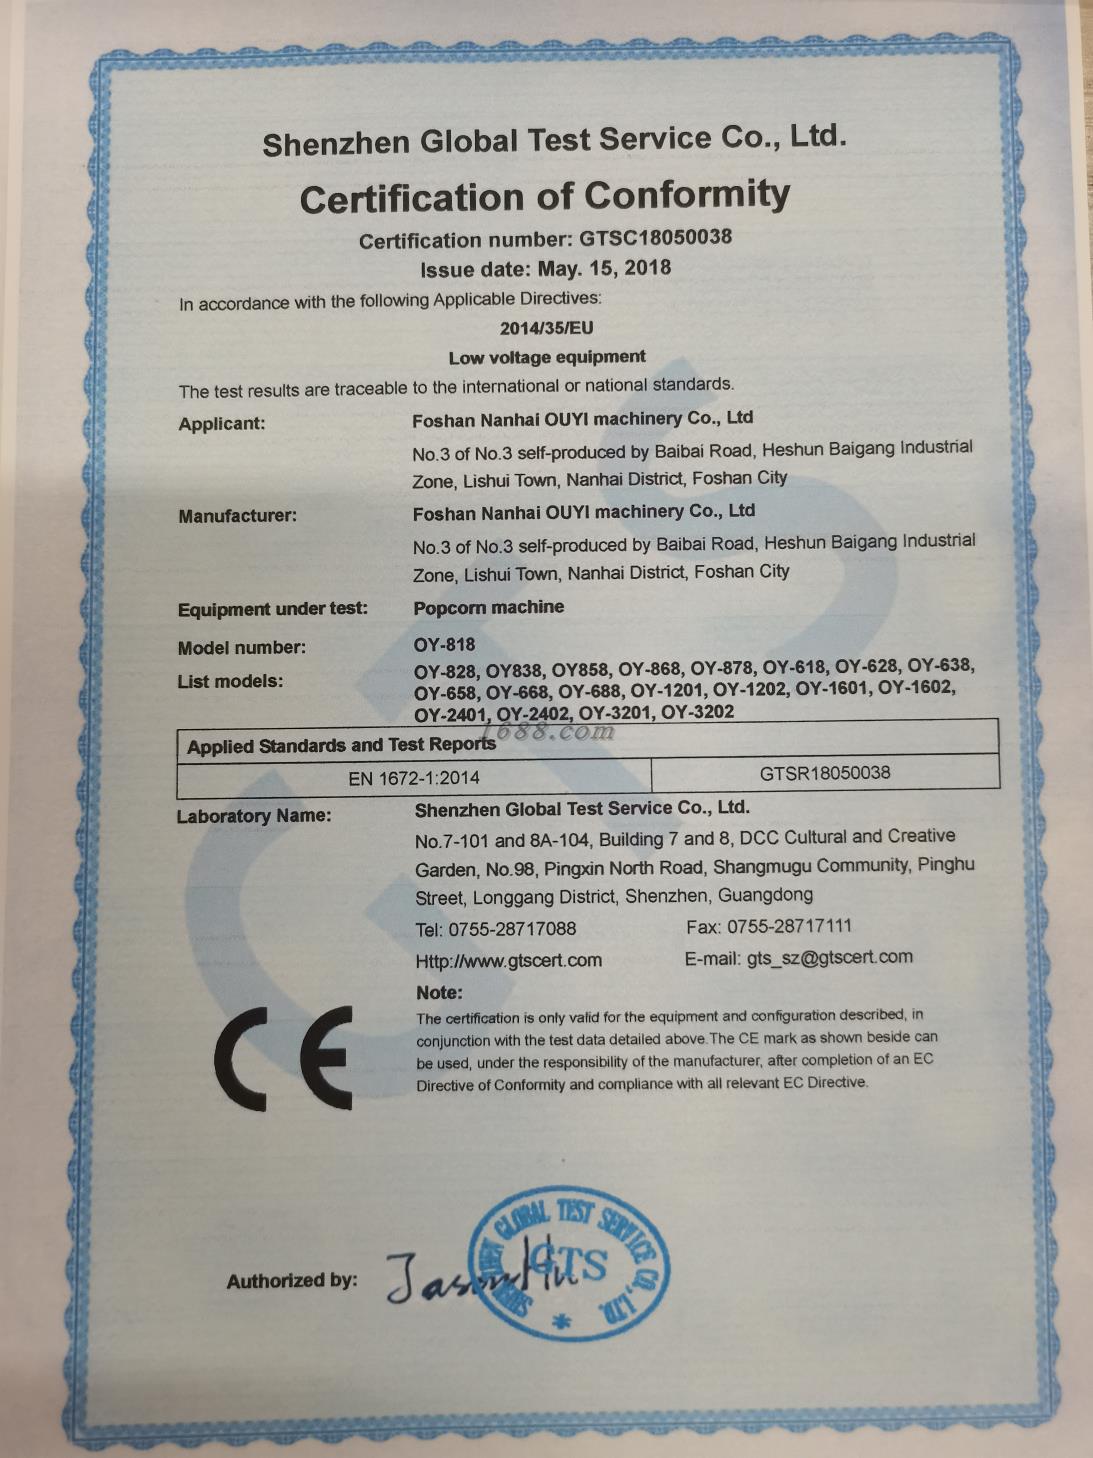 Shenzhen Global Test Service Co., Ltd.
Certification of Conformity
Certification number: GTSC18050038
Issue date: May. 15, 2018
In accordance with the following Applicable Directives:
2014/35/EU
Low voltage equipment
The test results are traceable to the international or national standards.
Applicant: Foshan Nanhai OUYI machinery Co., Ltd
No.3 of No.3 self-produced by Baibai Road, Heshun Baigang Industrial
Zone, Lishui Town, Nanhai District, Foshan City
Manufacturer: Foshan Nanhai OUYI machinery Co., Ltd
No.3 of No.3 self-produced by Baibai Road, Heshun Baigang Industrial
Zone, Lishui Town, Nanhai District, Foshan City
Equipment under test: Popcorn machine
Model number: OY-818
List models: OY-828, OY838, OY858, OY-868, OY-878, OY-618, OY-628, OY-638,
OY-658, OY-668, OY-688, OY-1201, OY-1202, OY-1601, OY-1602,
OY-2401, OY-2402, OY-3201, OY-3202
1688.com
Applied Standards and Test Reports
EN 1672-1:2014 GTSR18050038
Laboratory Name: Shenzhen Global Test Service Co., Ltd.
No.7-101 and 8A-104, Building 7 and 8, DCC Cultural and Creative
Garden, No.98, Pingxin North Road, Shangmugu Community, Pinghu
Street, Longgang District, Shenzhen, Guangdong
Tel: 0755-28717088 Fax: 0755-28717111
Http://www.gtscert.com E-mail: gts_sz@gtscert.com
Note:
The certification is only valid for the equipment and configuration described, in
conjunction with the test data detailed above.The CE mark as shown beside can
be used, under the responsibility of the manufacturer, after completion of an EC
Directive of Conformity and compliance with all relevant EC Directive.
CE
GTS
SHENZHEN GLOBAL TEST SERVICE CO., LTD.
GTS
Authorized by: Jason Hu